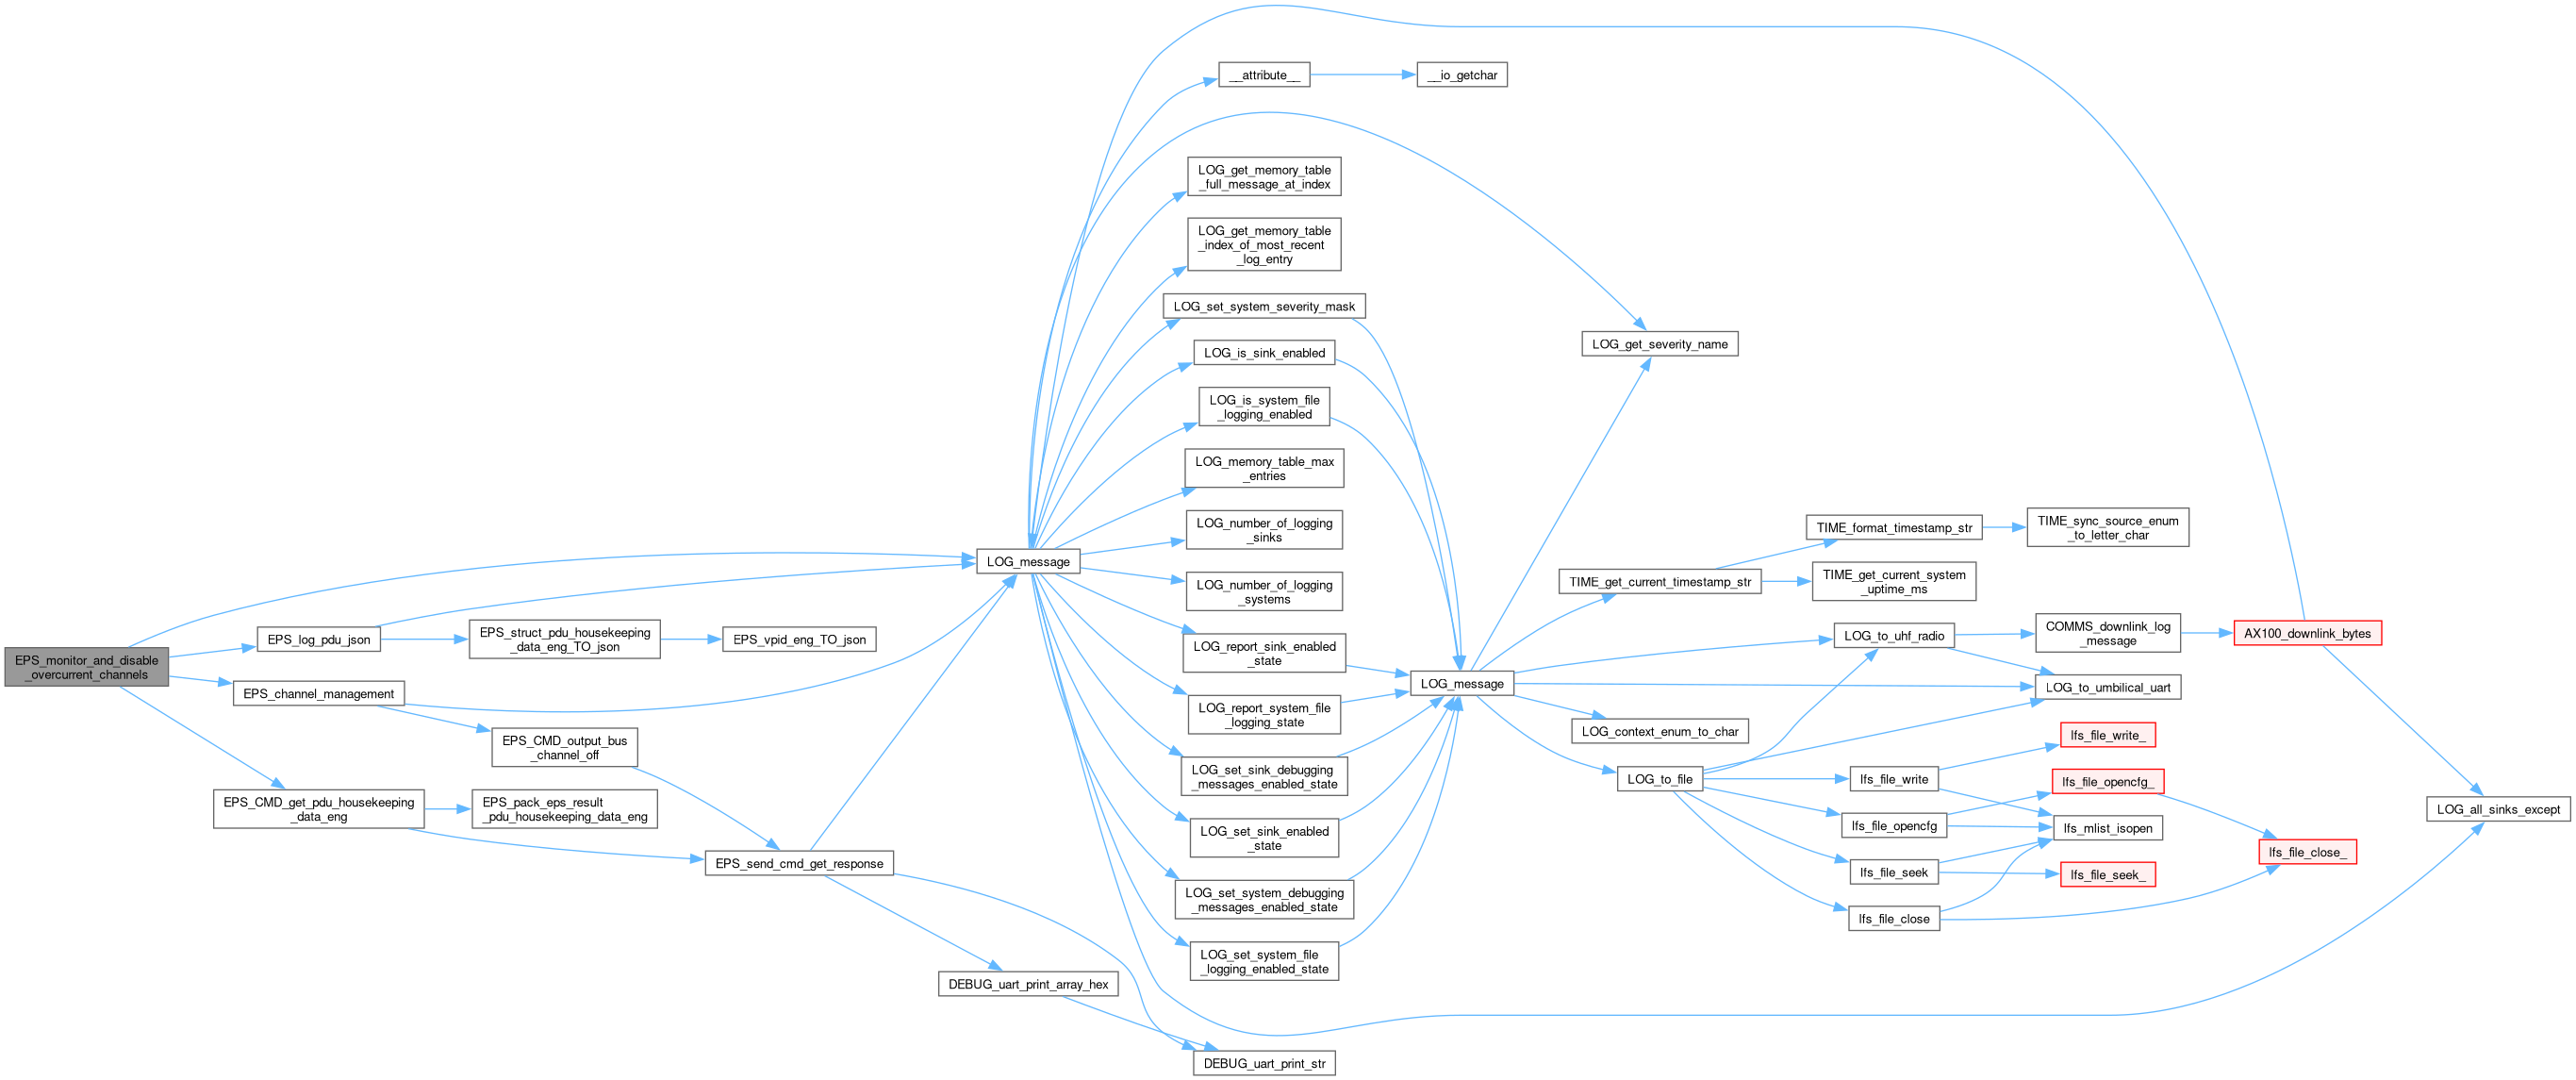 EPS_monitor_and_disable
_overcurrent_channels
EPS_log_pdu_json
EPS_channel_management
EPS_CMD_get_pdu_housekeeping
_data_eng
EPS_struct_pdu_housekeeping
_data_eng_TO_json
EPS_CMD_output_bus
_channel_off
EPS_pack_eps_result
_pdu_housekeeping_data_eng
EPS_vpid_eng_TO_json
EPS_send_cmd_get_response
LOG_message
DEBUG_uart_print_array_hex
__attribute__
LOG_get_memory_table
_full_message_at_index
LOG_get_memory_table
_index_of_most_recent
_log_entry
LOG_set_system_severity_mask
LOG_is_sink_enabled
LOG_is_system_file
_logging_enabled
LOG_memory_table_max
_entries
LOG_number_of_logging
_sinks
LOG_number_of_logging
_systems
LOG_report_sink_enabled
_state
LOG_report_system_file
_logging_state
LOG_set_sink_debugging
_messages_enabled_state
LOG_set_sink_enabled
_state
LOG_set_system_debugging
_messages_enabled_state
LOG_set_system_file
_logging_enabled_state
DEBUG_uart_print_str
__io_getchar
LOG_message
LOG_get_severity_name
TIME_get_current_timestamp_str
LOG_context_enum_to_char
LOG_to_file
TIME_format_timestamp_str
TIME_get_current_system
_uptime_ms
LOG_to_uhf_radio
lfs_file_write
lfs_file_opencfg
lfs_file_seek
lfs_file_close
TIME_sync_source_enum
_to_letter_char
COMMS_downlink_log
_message
LOG_to_umbilical_uart
lfs_file_write_
lfs_file_opencfg_
lfs_mlist_isopen
lfs_file_seek_
AX100_downlink_bytes
lfs_file_close_
LOG_all_sinks_except